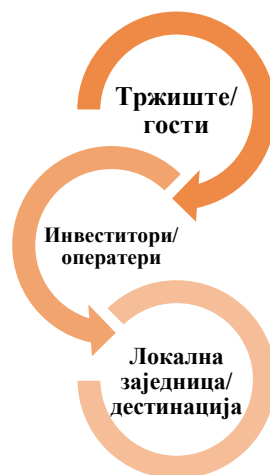 Тржиште/
гости
Инвеститори/
оператери
Локална
заједница/
дестинација